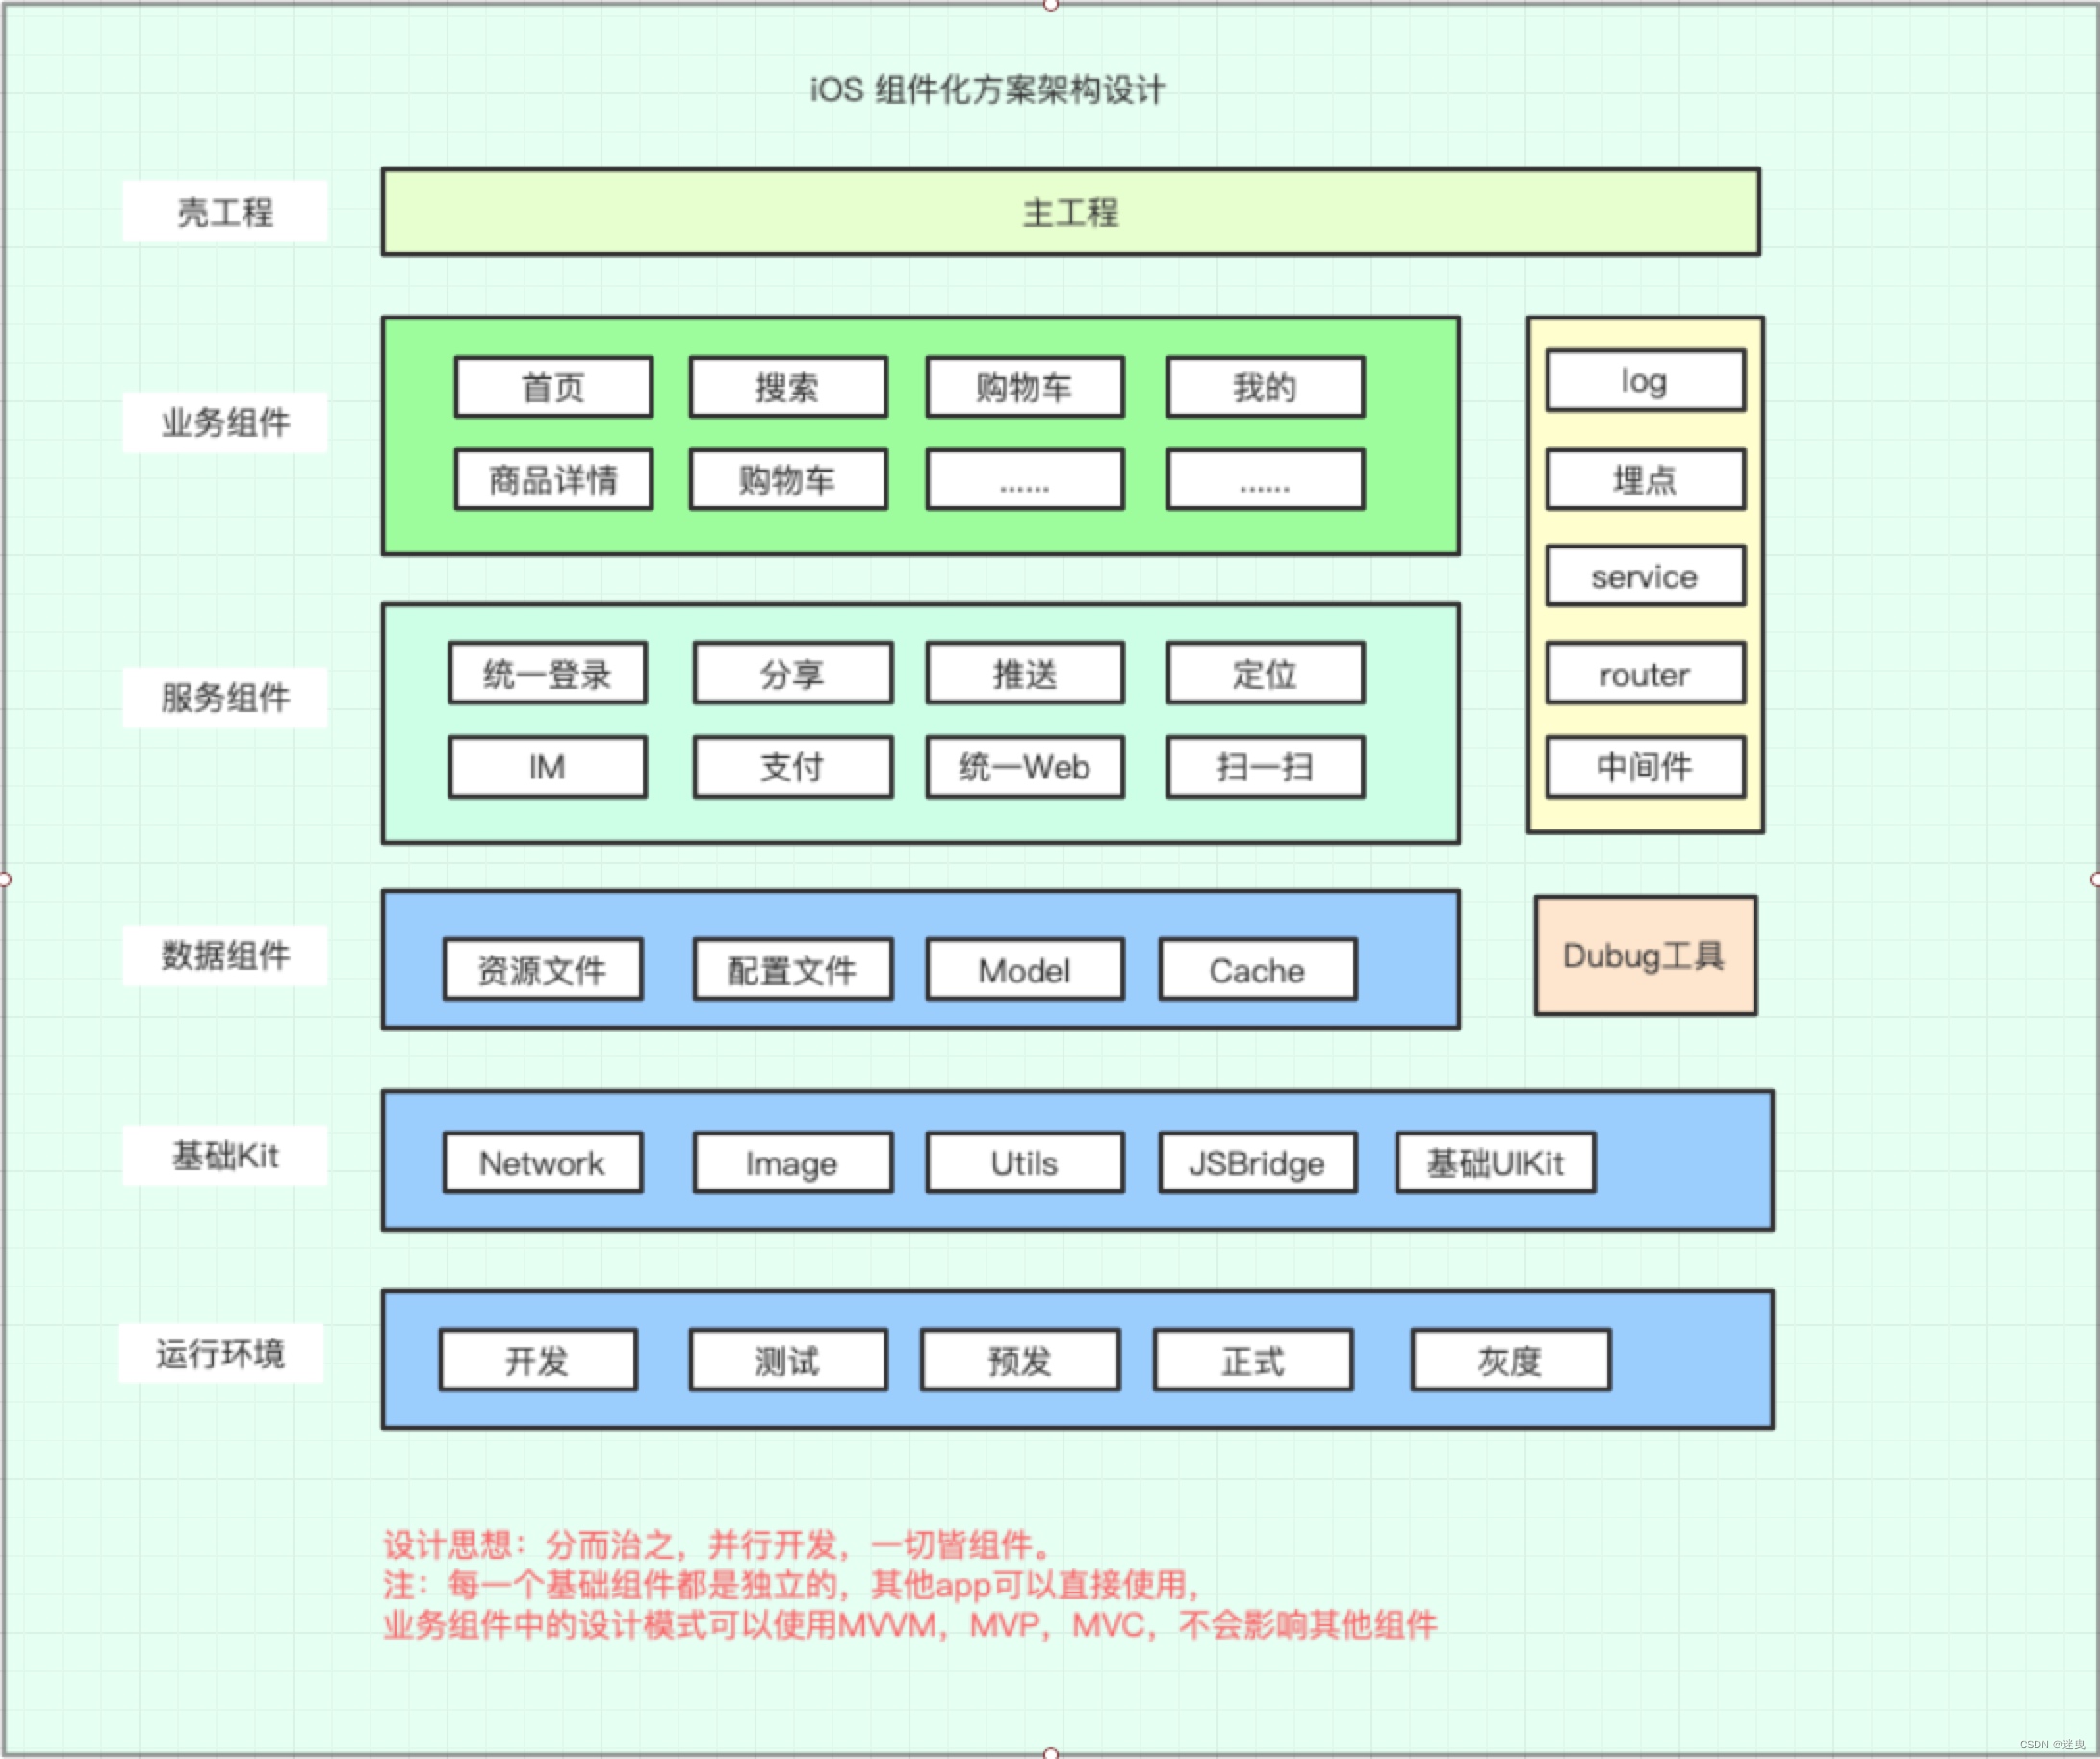 iOS 组件化方案架构设计
壳工程
主工程
业务组件
首页
搜索
购物车
我的
商品详情
购物车
......
......
log
埋点
service
router
中间件
服务组件
统一登录
分享
推送
定位
IM
支付
统一Web
扫一扫
数据组件
资源文件
配置文件
Model
Cache
Dubug工具
基础Kit
Network
Image
Utils
JSBridge
基础UIKit
运行环境
开发
测试
预发
正式
灰度
设计思想：分而治之，并行开发，一切皆组件。
注：每一个基础组件都是独立的，其他app可以直接使用，
业务组件中的设计模式可以使用MVVM，MVP，MVC，不会影响其他组件
CSDN @迷曳